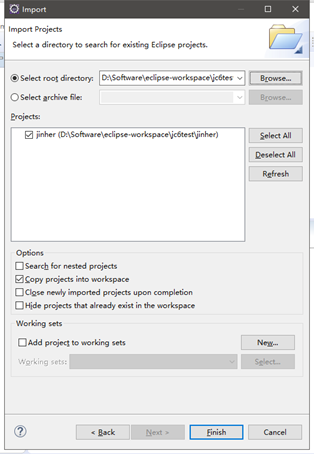 Import
Import Projects
Select a directory to search for existing Eclipse projects.
Select root directory: D:\Software\eclipse-workspace\jc6tes Browse...
Select archive file: Browse...
Projects:
jinher (D:\Software\eclipse-workspace\jc6test\jinher)
Select All
Deselect All
Refresh
Options
Search for nested projects
Copy projects into workspace
Close newly imported projects upon completion
Hide projects that already exist in the workspace
Working sets
Add project to working sets New...
Working sets: Select...
< Back Next > Finish Cancel